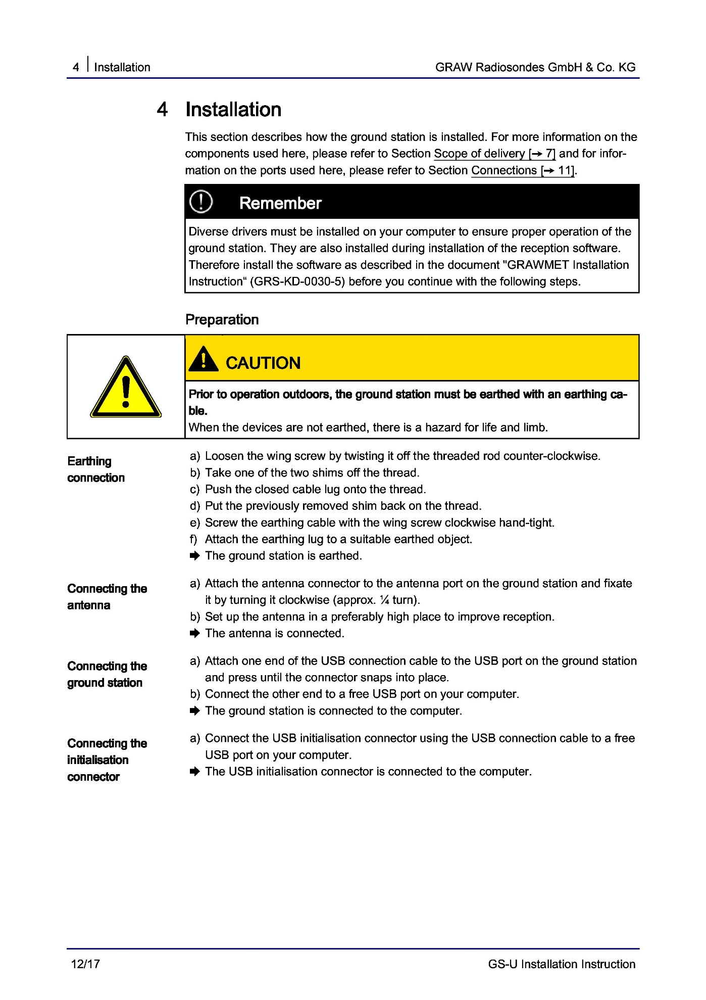 4 Installation
GRAW Radiosondes GmbH & Co. KG
4 Installation
This section describes how the ground station is installed. For more information on the
components used here, please refer to Section Scope of delivery [→ 7] and for infor-
mation on the ports used here, please refer to Section Connections [→ 11].
Remember
Diverse drivers must be installed on your computer to ensure proper operation of the
ground station. They are also installed during installation of the reception software.
Therefore install the software as described in the document "GRAWMET Installation
Instruction“ (GRS-KD-0030-5) before you continue with the following steps.
Preparation
CAUTION
Prior to operation outdoors, the ground station must be earthed with an earthing ca-
ble.
When the devices are not earthed, there is a hazard for life and limb.
Earthing
connection
a) Loosen the wing screw by twisting it off the threaded rod counter-clockwise.
b) Take one of the two shims off the thread.
c) Push the closed cable lug onto the thread.
d) Put the previously removed shim back on the thread.
e) Screw the earthing cable with the wing screw clockwise hand-tight.
f) Attach the earthing lug to a suitable earthed object.
➡ The ground station is earthed.
Connecting the
antenna
a) Attach the antenna connector to the antenna port on the ground station and fixate
it by turning it clockwise (approx. ¼ turn).
b) Set up the antenna in a preferably high place to improve reception.
➡ The antenna is connected.
Connecting the
ground station
a) Attach one end of the USB connection cable to the USB port on the ground station
and press until the connector snaps into place.
b) Connect the other end to a free USB port on your computer.
➡ The ground station is connected to the computer.
Connecting the
initialisation
connector
a) Connect the USB initialisation connector using the USB connection cable to a free
USB port on your computer.
➡ The USB initialisation connector is connected to the computer.
12/17
GS-U Installation Instruction